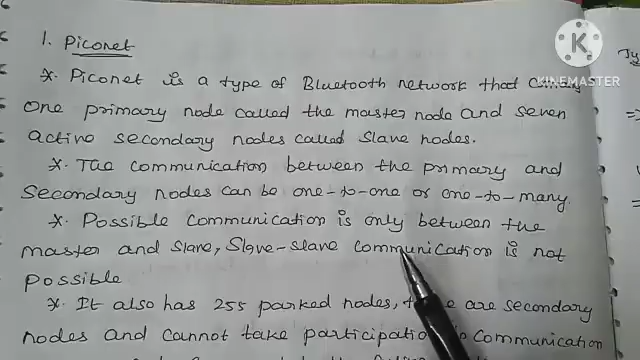 1. Piconet
*. Piconet is a type of Bluetooth network that
one primary node called the master node and seven
active secondary nodes called slave nodes.
*. The communication between the primary and
secondary nodes can be one-to-one or one-to-many.
*. Possible communication is only between the
master and slave, Slave-slave communication is not
possible.
*. It also has 255 parked nodes, are secondary
nodes and cannot take participation communication
KINEMASTER